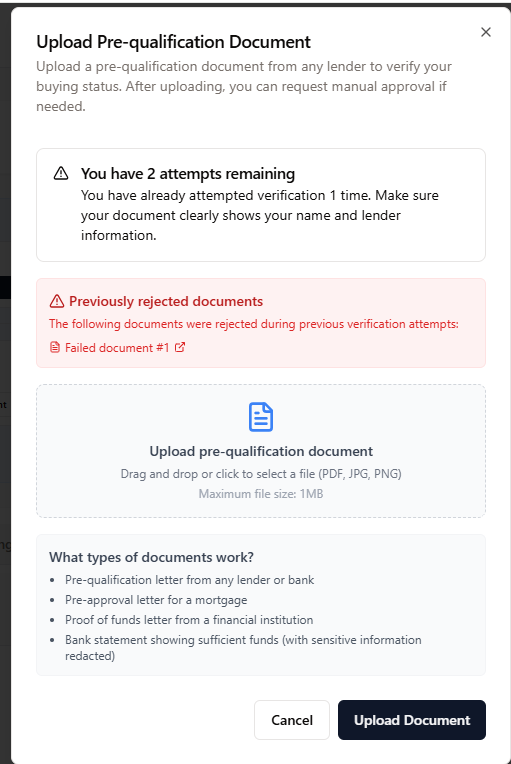 Upload Pre-qualification Document
Upload a pre-qualification document from any lender to verify your
buying status. After uploading, you can request manual approval if
needed.
You have 2 attempts remaining
You have already attempted verification 1 time. Make sure
your document clearly shows your name and lender
information.
Previously rejected documents
The following documents were rejected during previous verification attempts:
Failed document #1
Upload pre-qualification document
Drag and drop or click to select a file (PDF, JPG, PNG)
Maximum file size: 1MB
What types of documents work?
• Pre-qualification letter from any lender or bank
• Pre-approval letter for a mortgage
• Proof of funds letter from a financial institution
• Bank statement showing sufficient funds (with sensitive information
redacted)
Cancel
Upload Document